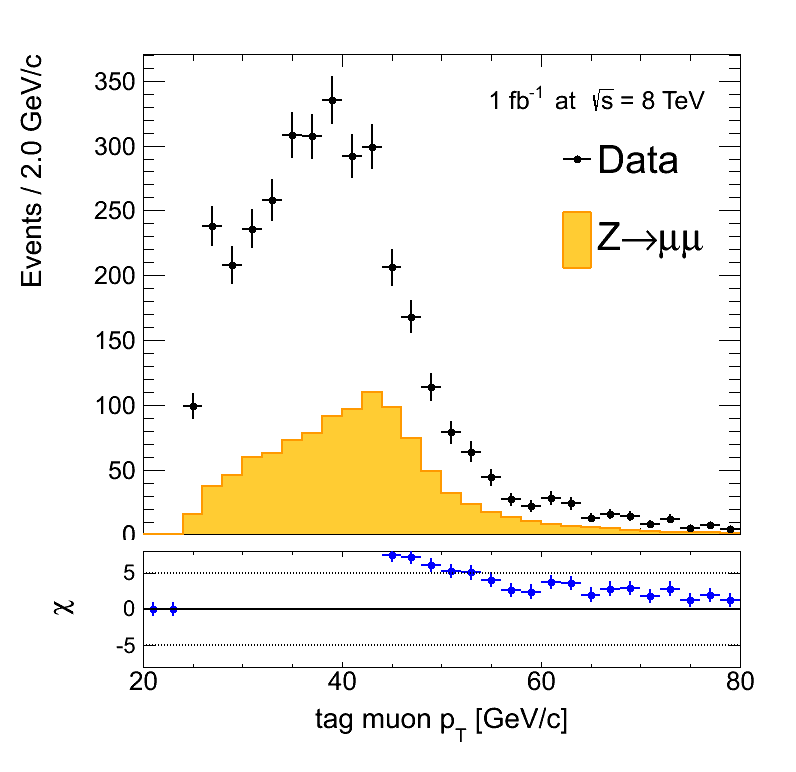 Events / 2.0 GeV/c
350
300
250
200
150
100
50
0
1 fb⁻¹ at √s = 8 TeV
Data
Z→μμ
χ
5
0
-5
20 40 60 80
tag muon p_T [GeV/c]